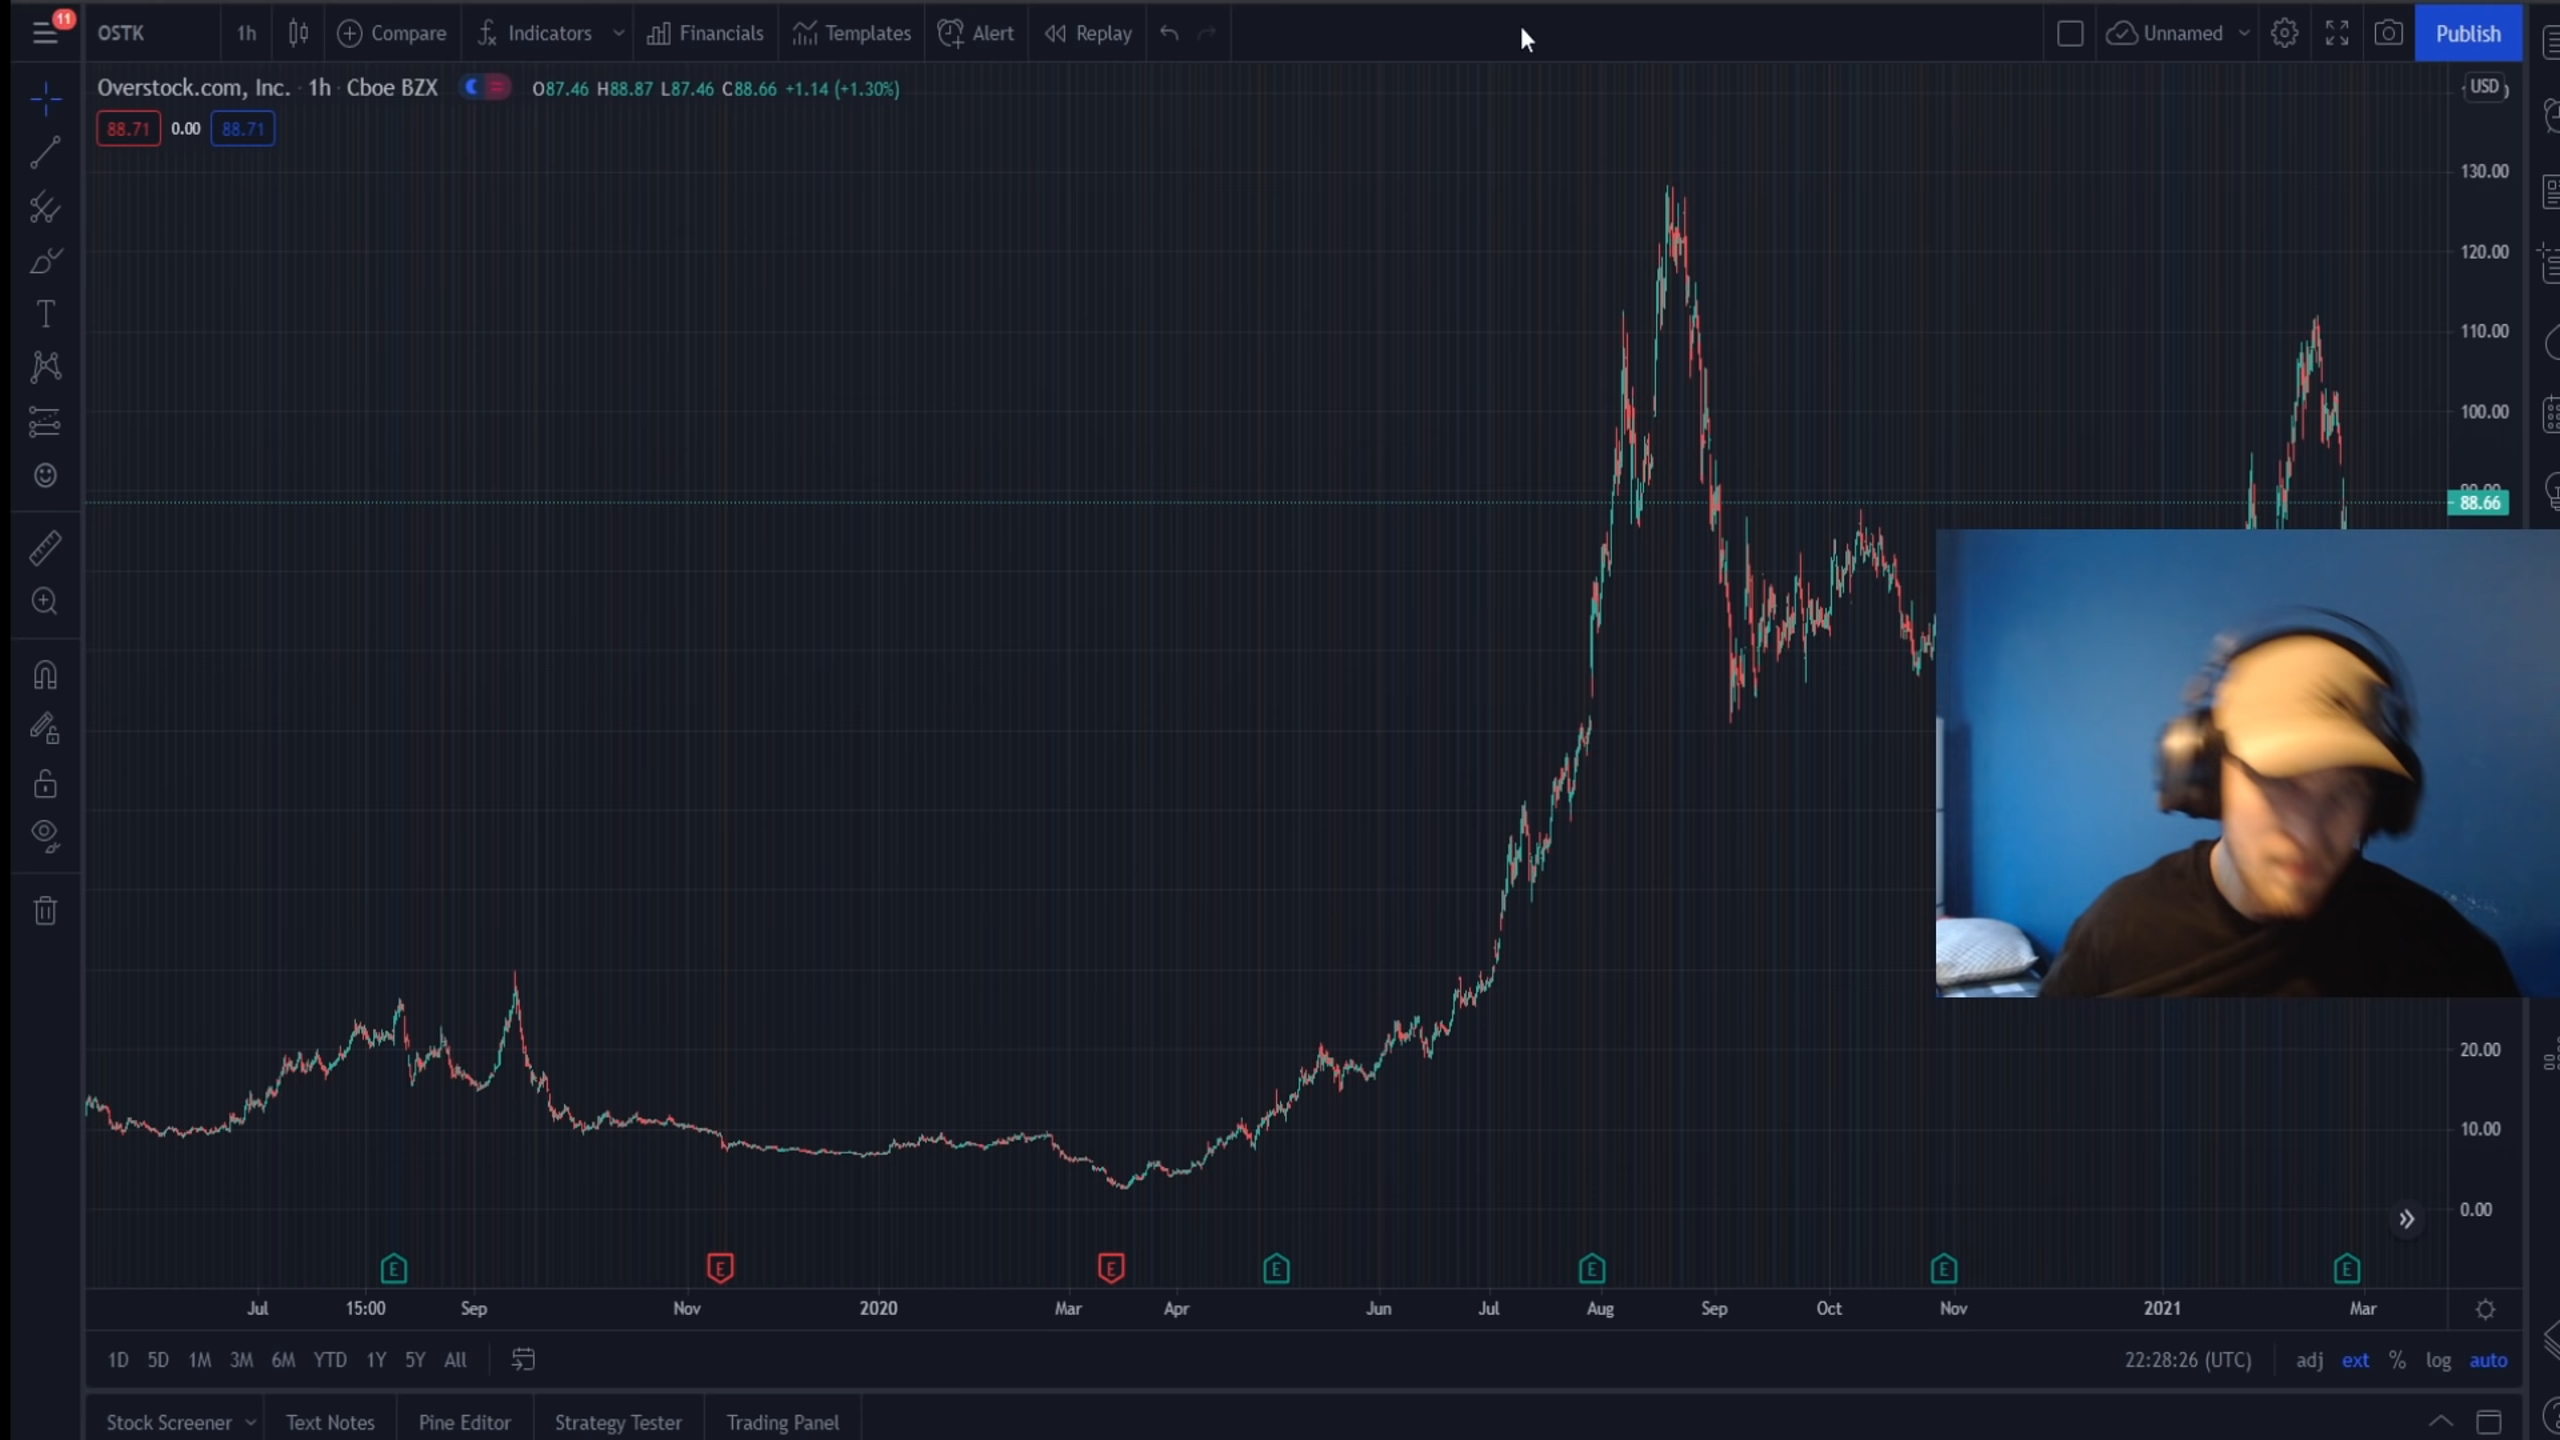 11
OSTK 1h Compare Indicators Financials Templates Alert Replay Unnamed Publish
Overstock.com, Inc. · 1h · Cboe BZX O87.46 H88.87 L87.46 C88.66 +1.14 (+1.30%)
USD
88.71 0.00 88.71
130.00
120.00
110.00
100.00
88.66
20.00
10.00
0.00
E E E E E E E
Jul 15:00 Sep Nov 2020 Mar Apr Jun Jul Aug Sep Oct Nov 2021 Mar
1D 5D 1M 3M 6M YTD 1Y 5Y All 22:28:26 (UTC) adj ext % log auto
Stock Screener Text Notes Pine Editor Strategy Tester Trading Panel